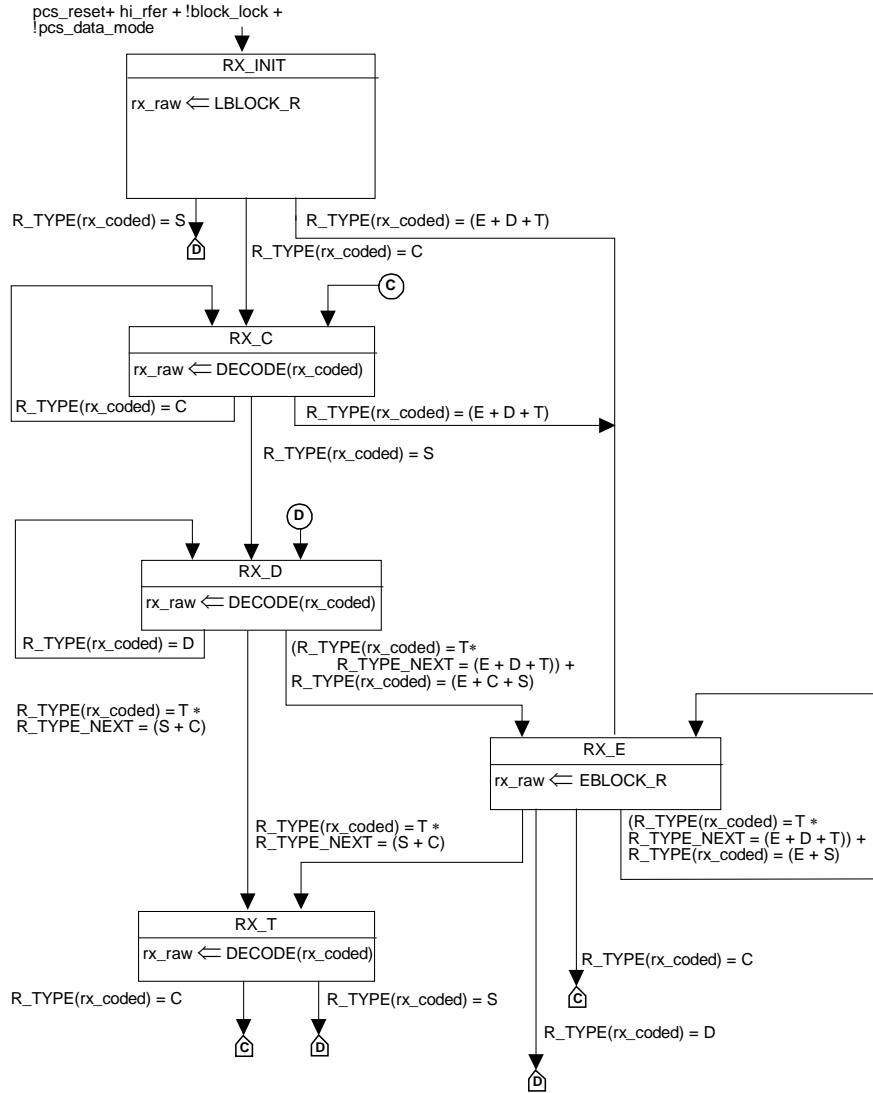 pcs_reset+ hi_rfer + !block_lock +
!pcs_data_mode
RX_INIT
rx_raw ⇐ LBLOCK_R
R_TYPE(rx_coded) = S
R_TYPE(rx_coded) = (E + D + T)
D
R_TYPE(rx_coded) = C
C
RX_C
rx_raw ⇐ DECODE(rx_coded)
R_TYPE(rx_coded) = C
R_TYPE(rx_coded) = (E + D + T)
R_TYPE(rx_coded) = S
D
RX_D
rx_raw ⇐ DECODE(rx_coded)
R_TYPE(rx_coded) = D
(R_TYPE(rx_coded) = T∗
R_TYPE_NEXT = (E + D + T)) +
R_TYPE(rx_coded) = (E + C + S)
R_TYPE(rx_coded) = T ∗
R_TYPE_NEXT = (S + C)
RX_E
rx_raw ⇐ EBLOCK_R
R_TYPE(rx_coded) = T ∗
R_TYPE_NEXT = (S + C)
(R_TYPE(rx_coded) = T ∗
R_TYPE_NEXT = (E + D + T)) +
R_TYPE(rx_coded) = (E + S)
RX_T
rx_raw ⇐ DECODE(rx_coded)
R_TYPE(rx_coded) = C
R_TYPE(rx_coded) = S
R_TYPE(rx_coded) = C
C
R_TYPE(rx_coded) = D
C
D
D